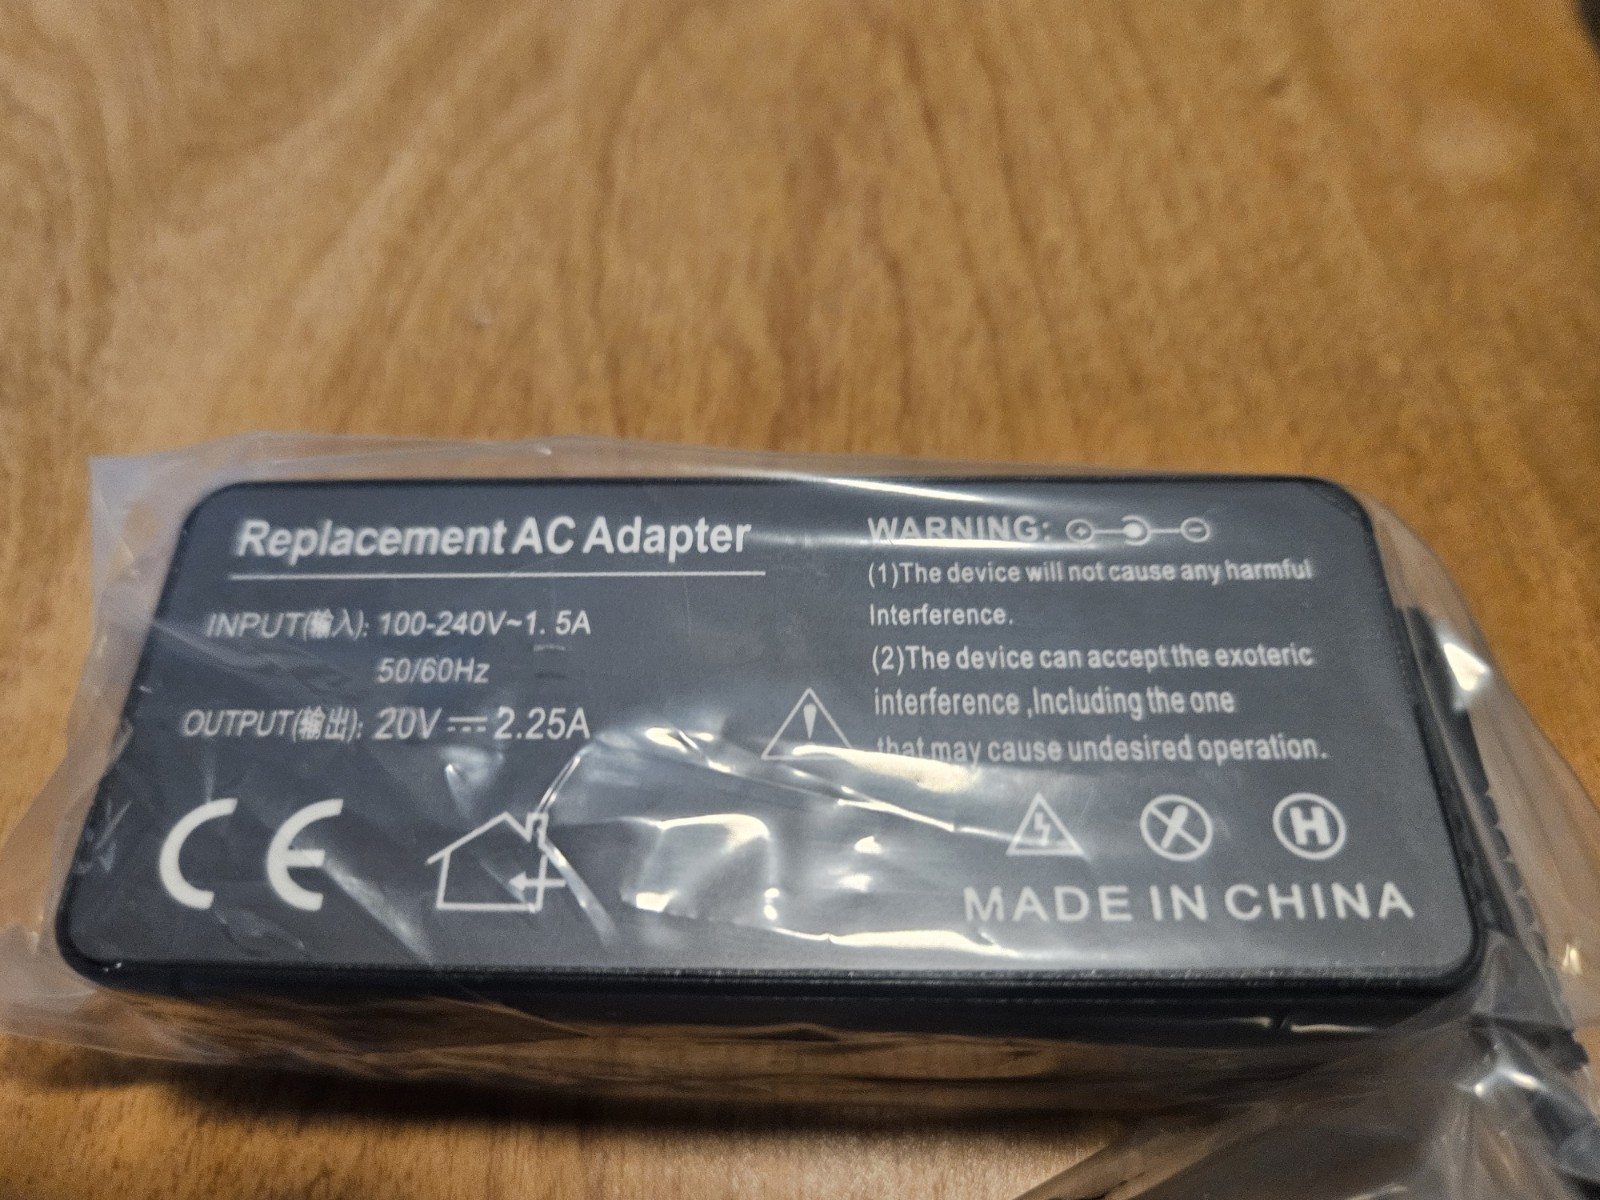 Replacement AC Adapter
INPUT(输入): 100-240V~1. 5A
50/60Hz
OUTPUT(输出): 20V⎓2.25A
CE
WARNING:
(1)The device will not cause any harmful
Interference.
(2)The device can accept the exoteric
interference ,Including the one
that may cause undesired operation.
H
MADE IN CHINA